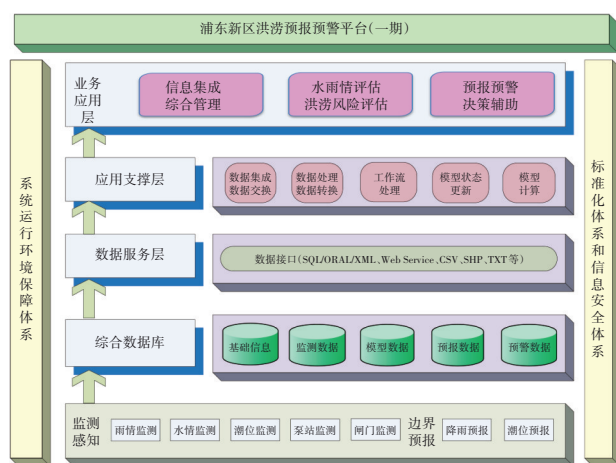 浦东新区洪涝预报预警平台(一期)
系统运行环境保障体系
业务
应用
层
信息集成
综合管理
水雨情评估
洪涝风险评估
预报预警
决策辅助
应用支撑层
数据集成
数据交换
数据处理
数据转换
工作流
处理
模型状态
更新
模型
计算
数据服务层
数据接口(SQL/ORAL/XML、Web Service、CSV、SHP、TXT 等)
综合数据库
基础信息
监测数据
模型数据
预报数据
预警数据
监测
感知
雨情监测
水情监测
潮位监测
泵站监测
闸门监测
边界
预报
降雨预报
潮位预报
标准化体系和信息安全体系